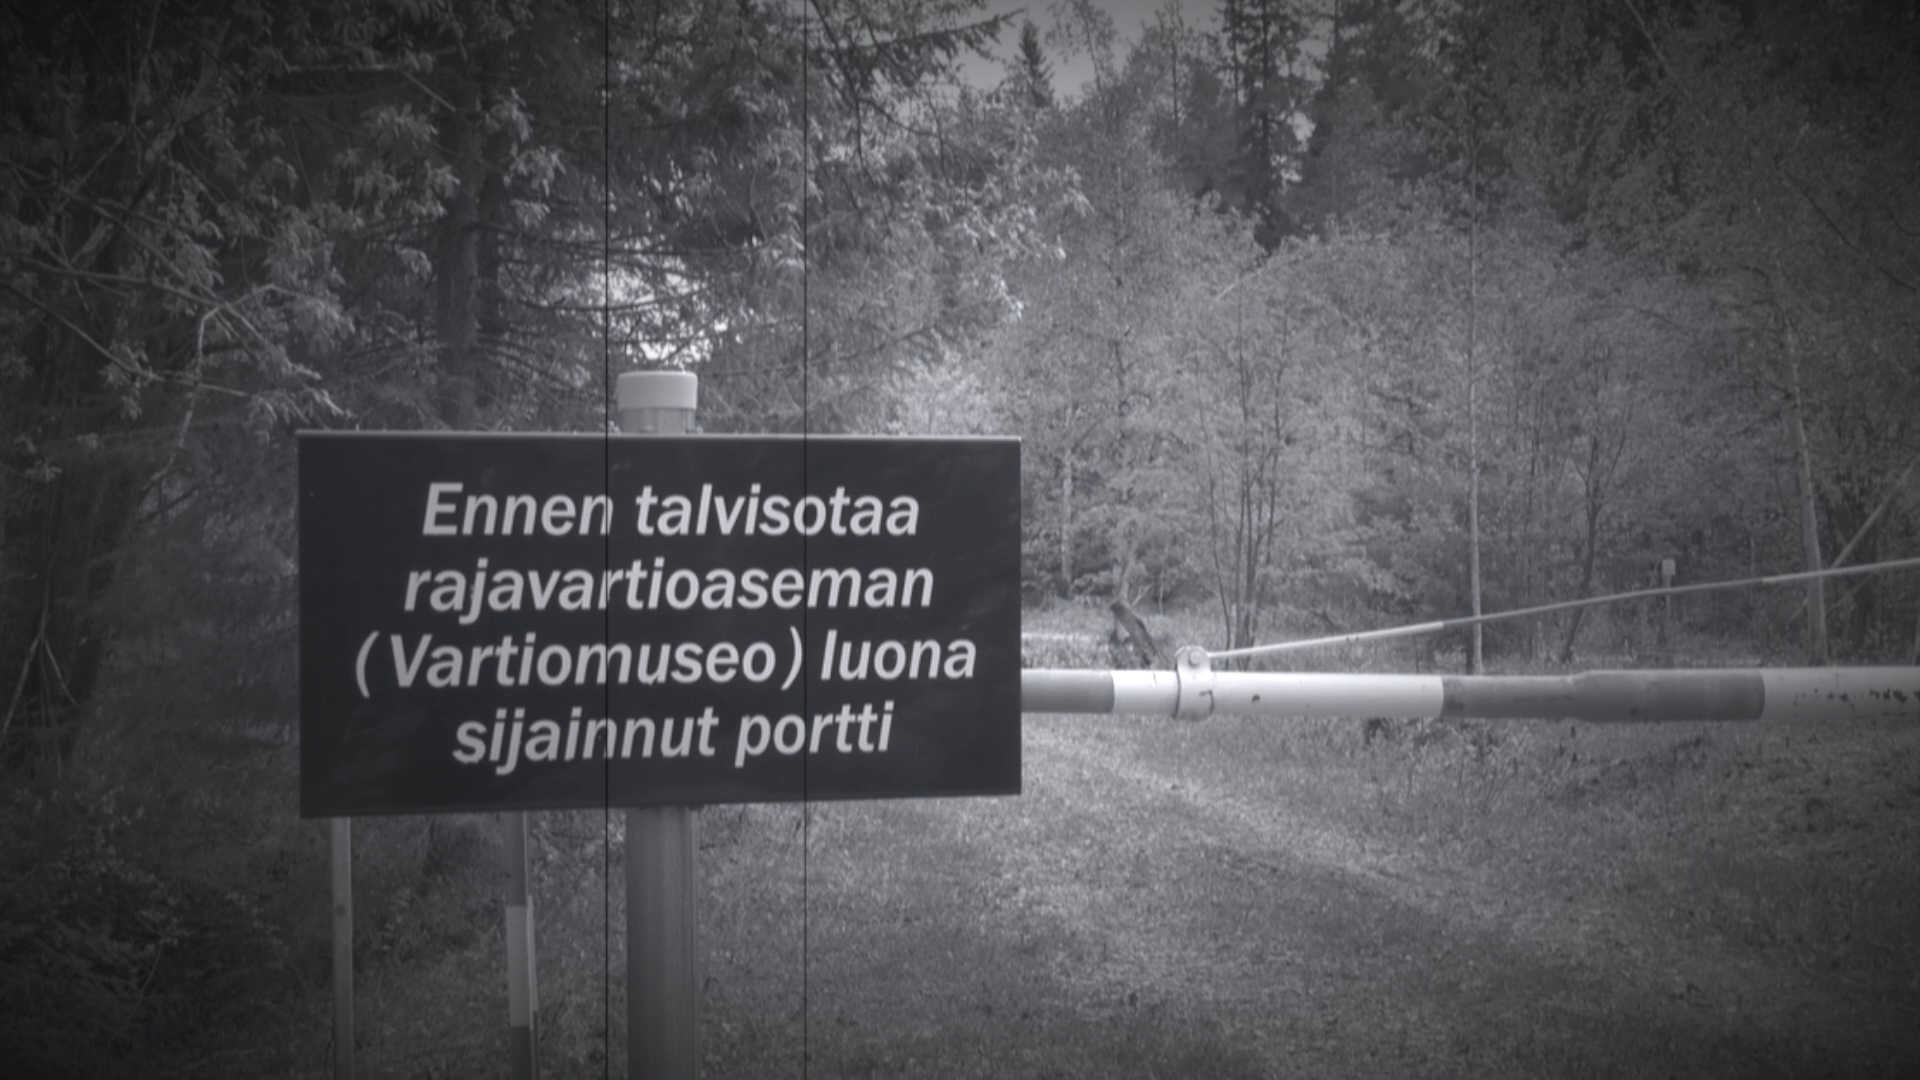 Ennen talvisotaa
rajavartioaseman
(Vartiomuseo) luona
sijainnut portti